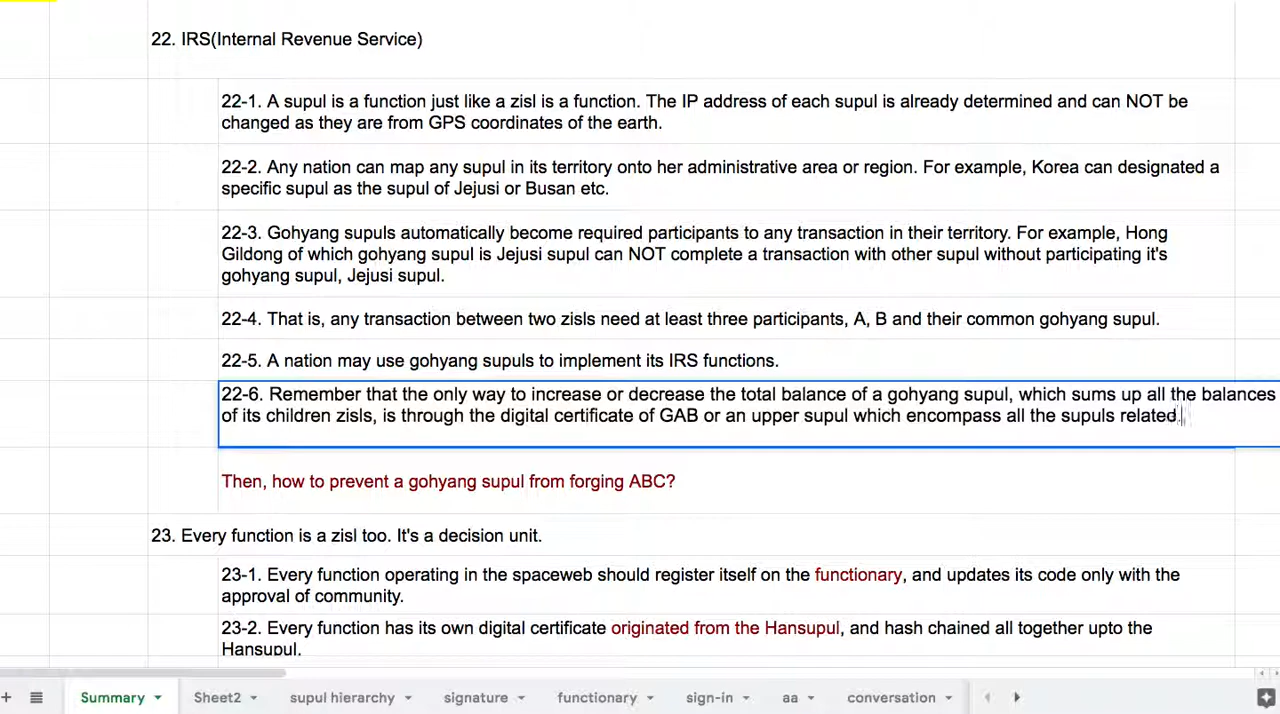 22. IRS(Internal Revenue Service)
22-1. A supul is a function just like a zisl is a function. The IP address of each supul is already determined and can NOT be
changed as they are from GPS coordinates of the earth.
22-2. Any nation can map any supul in its territory onto her administrative area or region. For example, Korea can designated a
specific supul as the supul of Jejusi or Busan etc.
22-3. Gohyang supuls automatically become required participants to any transaction in their territory. For example, Hong
Gildong of which gohyang supul is Jejusi supul can NOT complete a transaction with other supul without participating it's
gohyang supul, Jejusi supul.
22-4. That is, any transaction between two zisls need at least three participants, A, B and their common gohyang supul.
22-5. A nation may use gohyang supuls to implement its IRS functions.
22-6. Remember that the only way to increase or decrease the total balance of a gohyang supul, which sums up all the balances
of its children zisls, is through the digital certificate of GAB or an upper supul which encompass all the supuls related.
Then, how to prevent a gohyang supul from forging ABC?
23. Every function is a zisl too. It's a decision unit.
23-1. Every function operating in the spaceweb should register itself on the functionary, and updates its code only with the
approval of community.
23-2. Every function has its own digital certificate originated from the Hansupul, and hash chained all together upto the
Hansupul.
Summary Sheet2 supul hierarchy signature functionary sign-in aa conversation